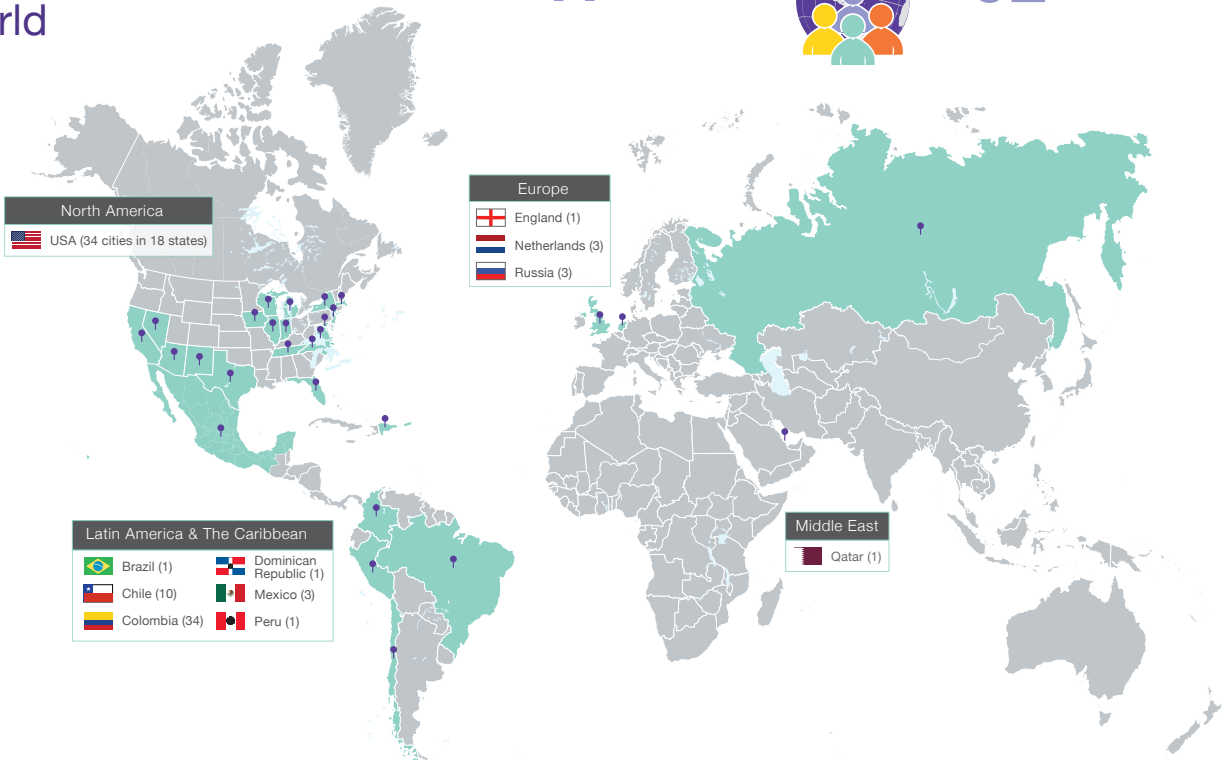 rld
North America
USA (34 cities in 18 states)
Europe
England (1)
Netherlands (3)
Russia (3)
Latin America & The Caribbean
Brazil (1)
Chile (10)
Colombia (34)
Dominican
Republic (1)
Mexico (3)
Peru (1)
Middle East
Qatar (1)